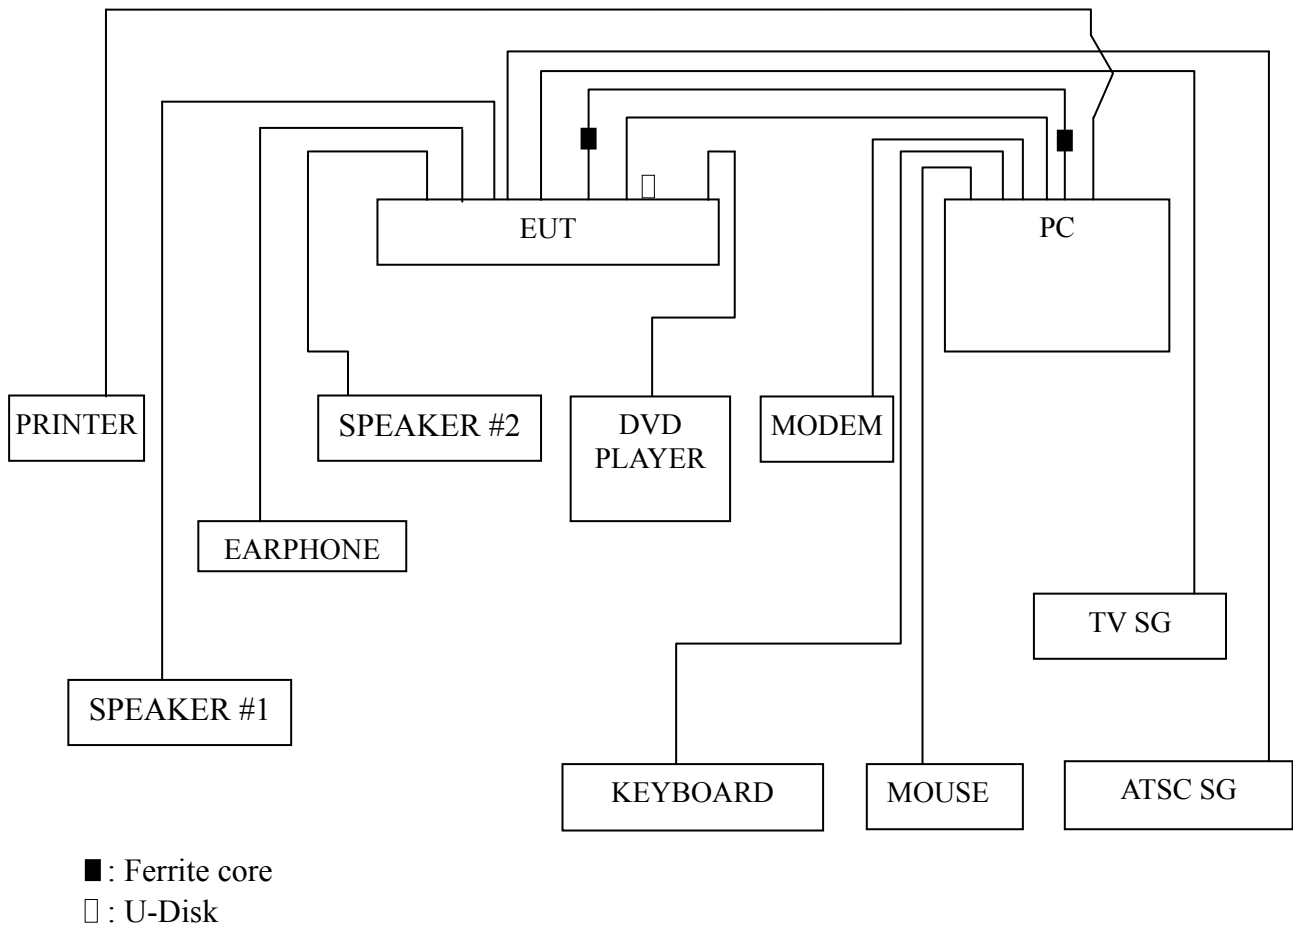 EUT
PC
PRINTER
SPEAKER #2
DVD
PLAYER
MODEM
EARPHONE
TV SG
SPEAKER #1
KEYBOARD
MOUSE
ATSC SG
: Ferrite core
: U-Disk